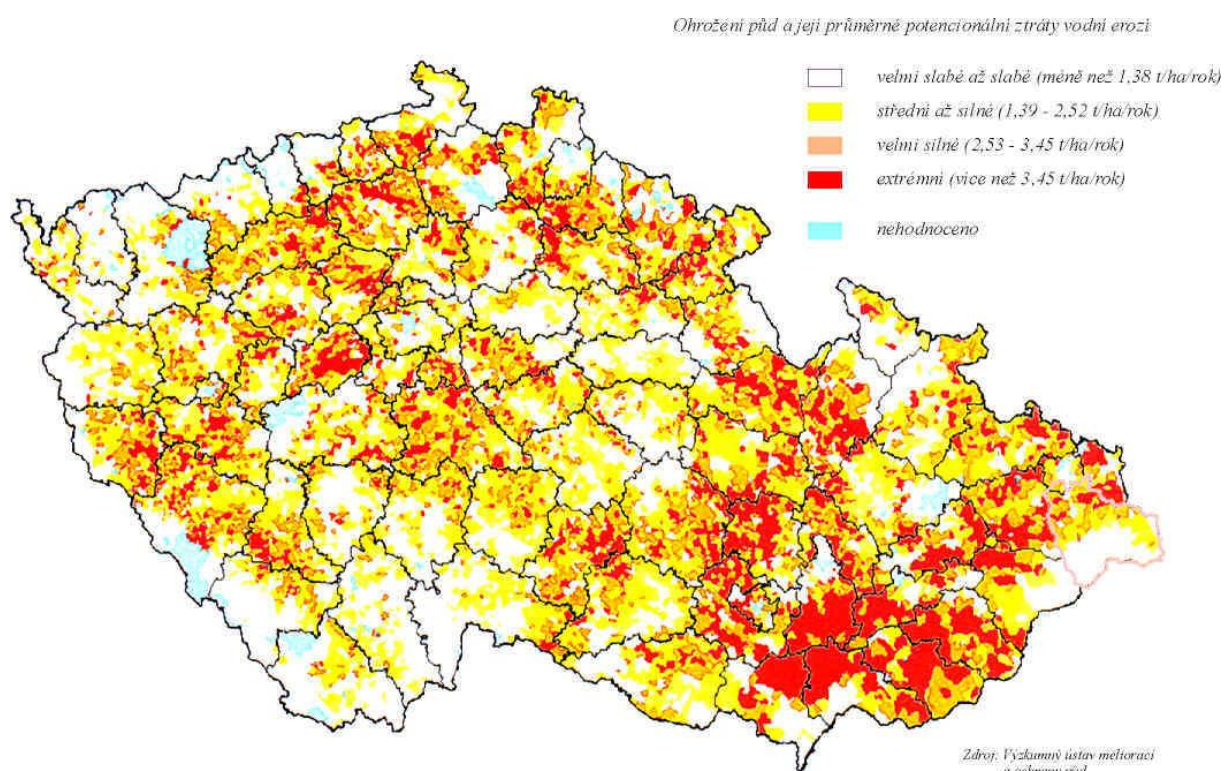 Ohrožení půd a její průměrné potencionální ztráty vodní erozí
velmi slabé až slabé (méně než 1,38 t/ha/rok)
střední až silné (1,39 - 2,52 t/ha/rok)
velmi silné (2,53 - 3,45 t/ha/rok)
extrémní (více než 3,45 t/ha/rok)
nehodnoceno
Zdroj: Výzkumný ústav meliorací
a ochrany půd